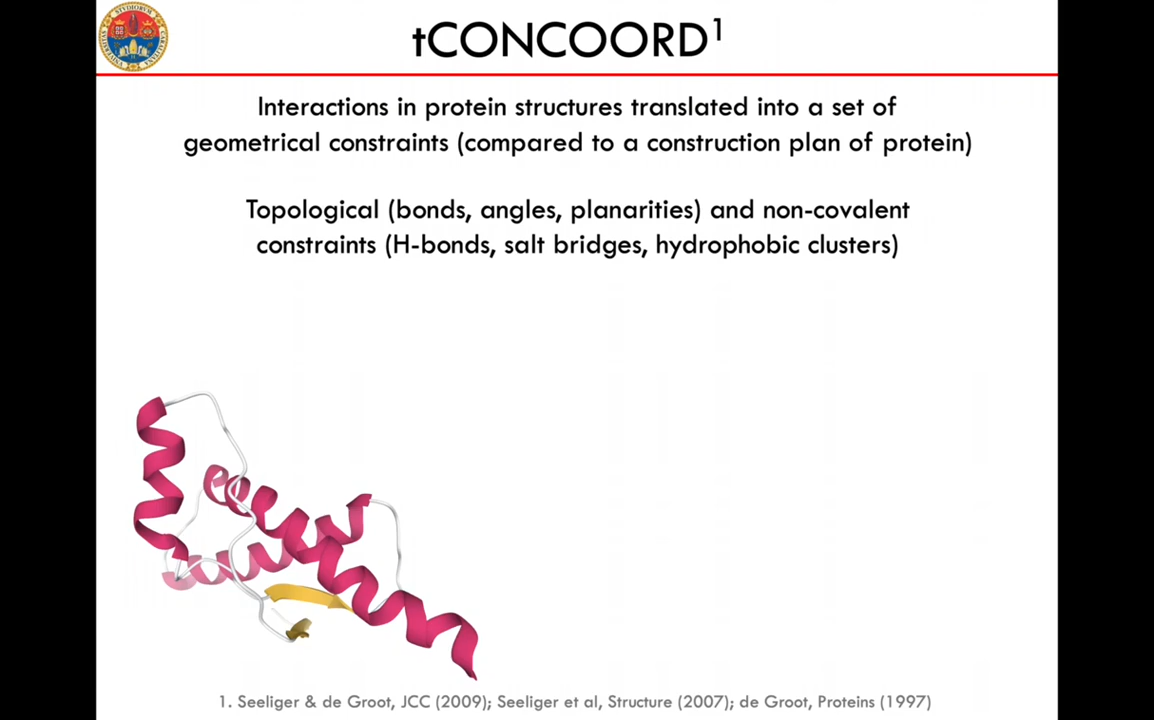 tCONCOORD¹
Interactions in protein structures translated into a set of
geometrical constraints (compared to a construction plan of protein)
Topological (bonds, angles, planarities) and non-covalent
constraints (H-bonds, salt bridges, hydrophobic clusters)
1. Seeliger & de Groot, JCC (2009); Seeliger et al, Structure (2007); de Groot, Proteins (1997)